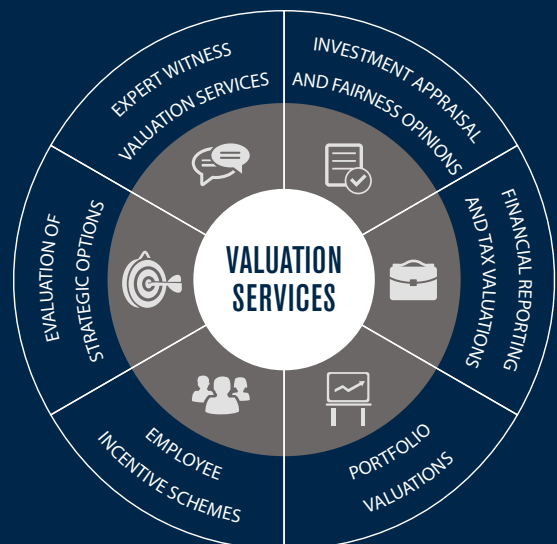 VALUATION
SERVICES
EXPERT WITNESS
VALUATION SERVICES
INVESTMENT APPRAISAL
AND FAIRNESS OPINIONS
FINANCIAL REPORTING
AND TAX VALUATIONS
PORTFOLIO
VALUATIONS
EMPLOYEE
INCENTIVE SCHEMES
EVALUATION OF
STRATEGIC OPTIONS